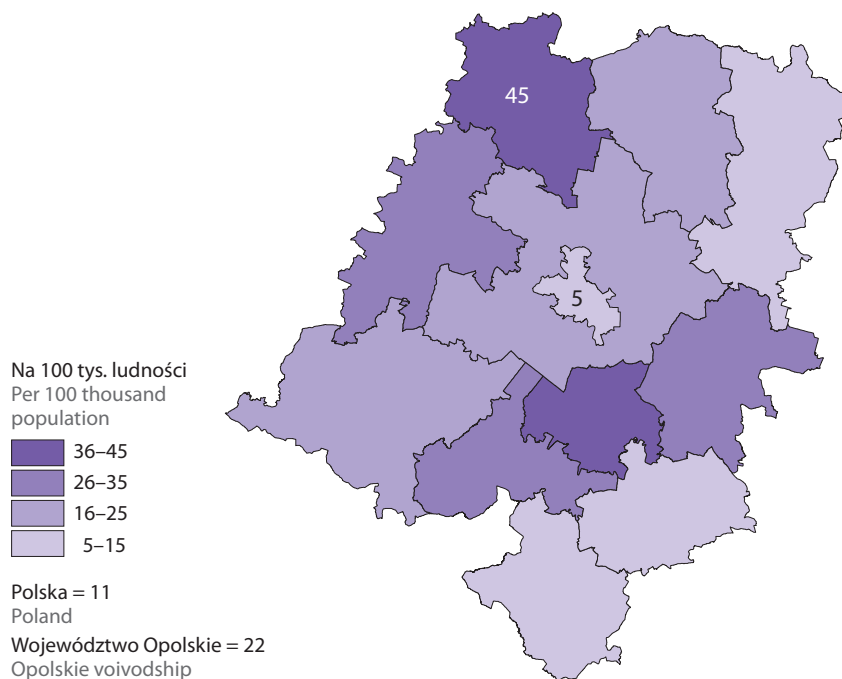 45
5
Na 100 tys. ludności
Per 100 thousand
population
36–45
26–35
16–25
5–15
Polska = 11
Poland
Województwo Opolskie = 22
Opolskie voivodship